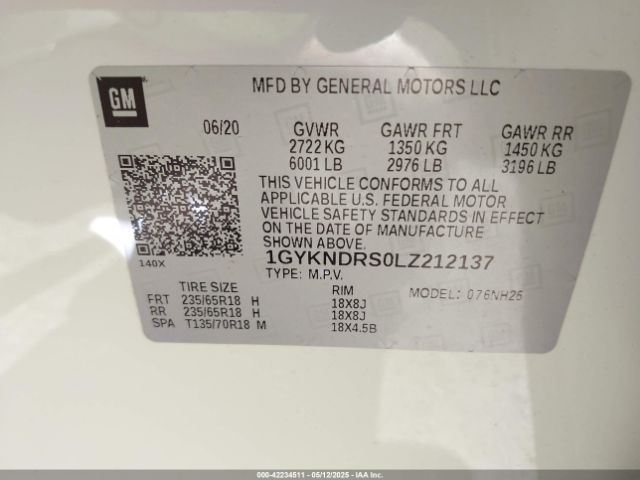 GM
MFD BY GENERAL MOTORS LLC
06/20 GVWR GAWR FRT GAWR RR
2722 KG 1350 KG 1450 KG
6001 LB 2976 LB 3196 LB
THIS VEHICLE CONFORMS TO ALL
APPLICABLE U.S. FEDERAL MOTOR
VEHICLE SAFETY STANDARDS IN EFFECT
ON THE DATE OF MANUFACTURE
SHOWN ABOVE.
140X
1GYKNDRS0LZ212137
TYPE: M.P.V.
TIRE SIZE RIM MODEL: 076NH26
FRT 235/65R18 H 18X8J
RR 235/65R18 H 18X8J
SPA T135/70R18 M 18X4.5B
000-42234511 - 05/12/2025 - IAAI Inc.